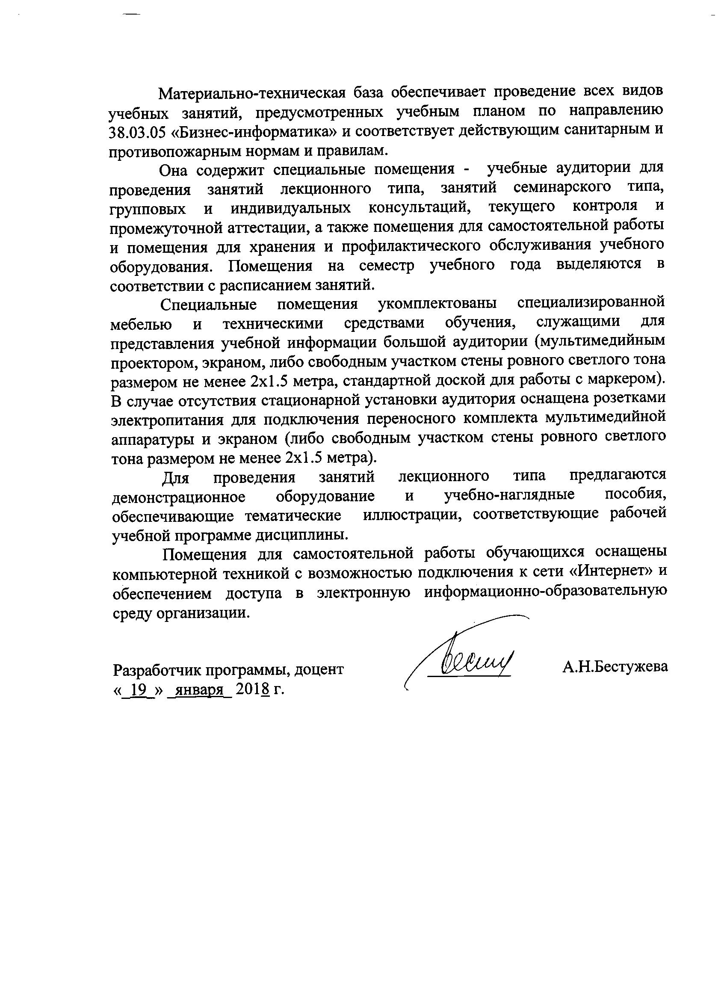 Материально-техническая база обеспечивает проведение всех видов
учебных занятий, предусмотренных учебным планом по направлению
38.03.05 «Бизнес-информатика» и соответствует действующим санитарным и
противопожарным нормам и правилам.
Она содержит специальные помещения - учебные аудитории для
проведения занятий лекционного типа, занятий семинарского типа,
групповых и индивидуальных консультаций, текущего контроля и
промежуточной аттестации, а также помещения для самостоятельной работы
и помещения для хранения и профилактического обслуживания учебного
оборудования. Помещения на семестр учебного года выделяются в
соответствии с расписанием занятий.
Специальные помещения укомплектованы специализированной
мебелью и техническими средствами обучения, служащими для
представления учебной информации большой аудитории (мультимедийным
проектором, экраном, либо свободным участком стены ровного светлого тона
размером не менее 2х1.5 метра, стандартной доской для работы с маркером).
В случае отсутствия стационарной установки аудитория оснащена розетками
электропитания для подключения переносного комплекта мультимедийной
аппаратуры и экраном (либо свободным участком стены ровного светлого
тона размером не менее 2х1.5 метра).
Для проведения занятий лекционного типа предлагаются
демонстрационное оборудование и учебно-наглядные пособия,
обеспечивающие тематические иллюстрации, соответствующие рабочей
учебной программе дисциплины.
Помещения для самостоятельной работы обучающихся оснащены
компьютерной техникой с возможностью подключения к сети «Интернет» и
обеспечением доступа в электронную информационно-образовательную
среду организации.
Разработчик программы, доцент А.Н.Бестужева
«_19_» _января_ 2018 г.